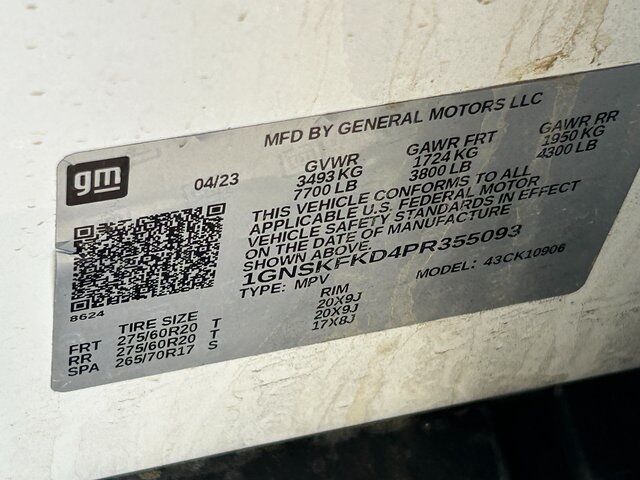 MFD BY GENERAL MOTORS LLC
gm
04/23
GVWR GAWR FRT GAWR RR
3493 KG 1724 KG 1950 KG
7700 LB 3800 LB 4300 LB
THIS VEHICLE CONFORMS TO ALL
APPLICABLE U.S. FEDERAL MOTOR
VEHICLE SAFETY STANDARDS IN EFFECT
ON THE DATE OF MANUFACTURE
SHOWN ABOVE.
1GNSKFKD4PR355093
TYPE: MPV MODEL: 43CK10906
8624
TIRE SIZE RIM
FRT 275/60R20 T 20X9J
RR 275/60R20 T 20X9J
SPA 265/70R17 S 17X8J